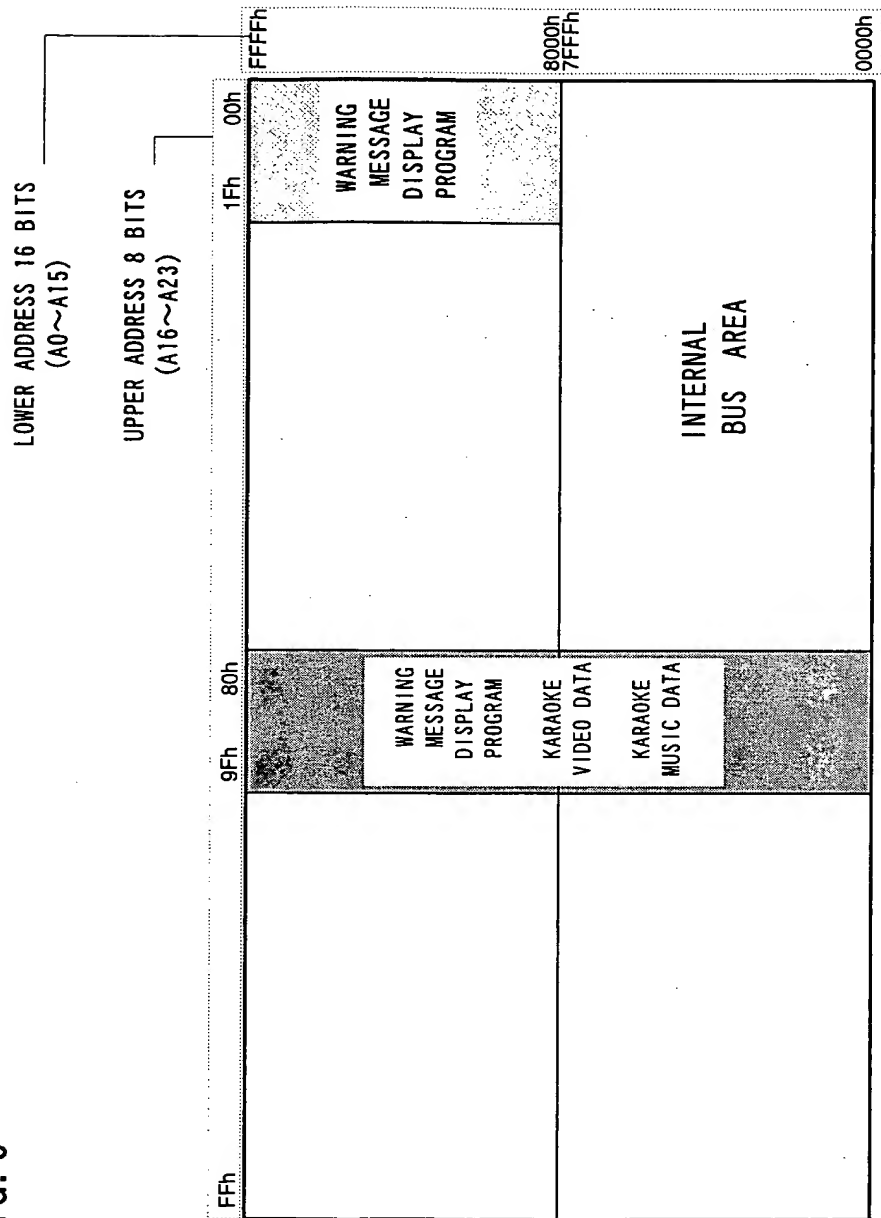 LOWER ADDRESS 16 BITS
(A0~A15)
UPPER ADDRESS 8 BITS
(A16~A23)
FFh
9Fh
80h
1Fh
00h
FFFFh
8000h
7FFFh
0000h
WARNING
MESSAGE
DISPLAY
PROGRAM
WARNING
MESSAGE
DISPLAY
PROGRAM
KARAOKE
VIDEO DATA
KARAOKE
MUSIC DATA
INTERNAL
BUS AREA